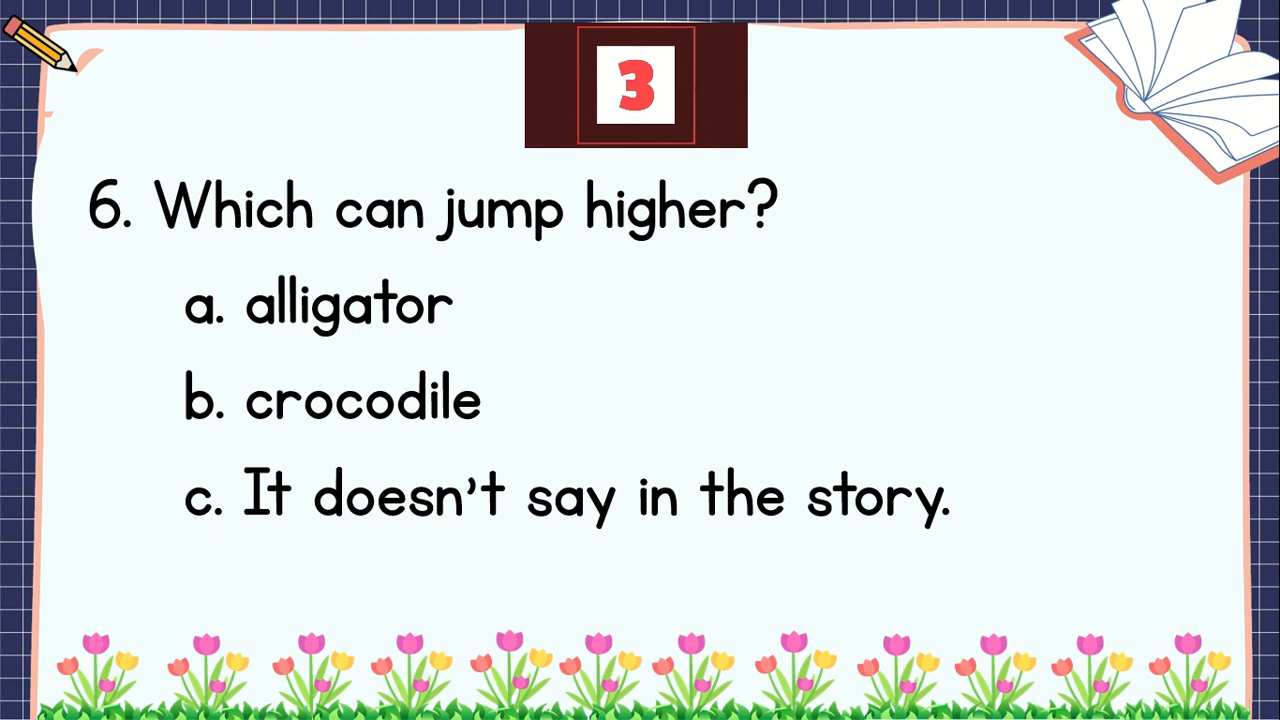 3
6. Which can jump higher?
a. alligator
b. crocodile
c. It doesn't say in the story.